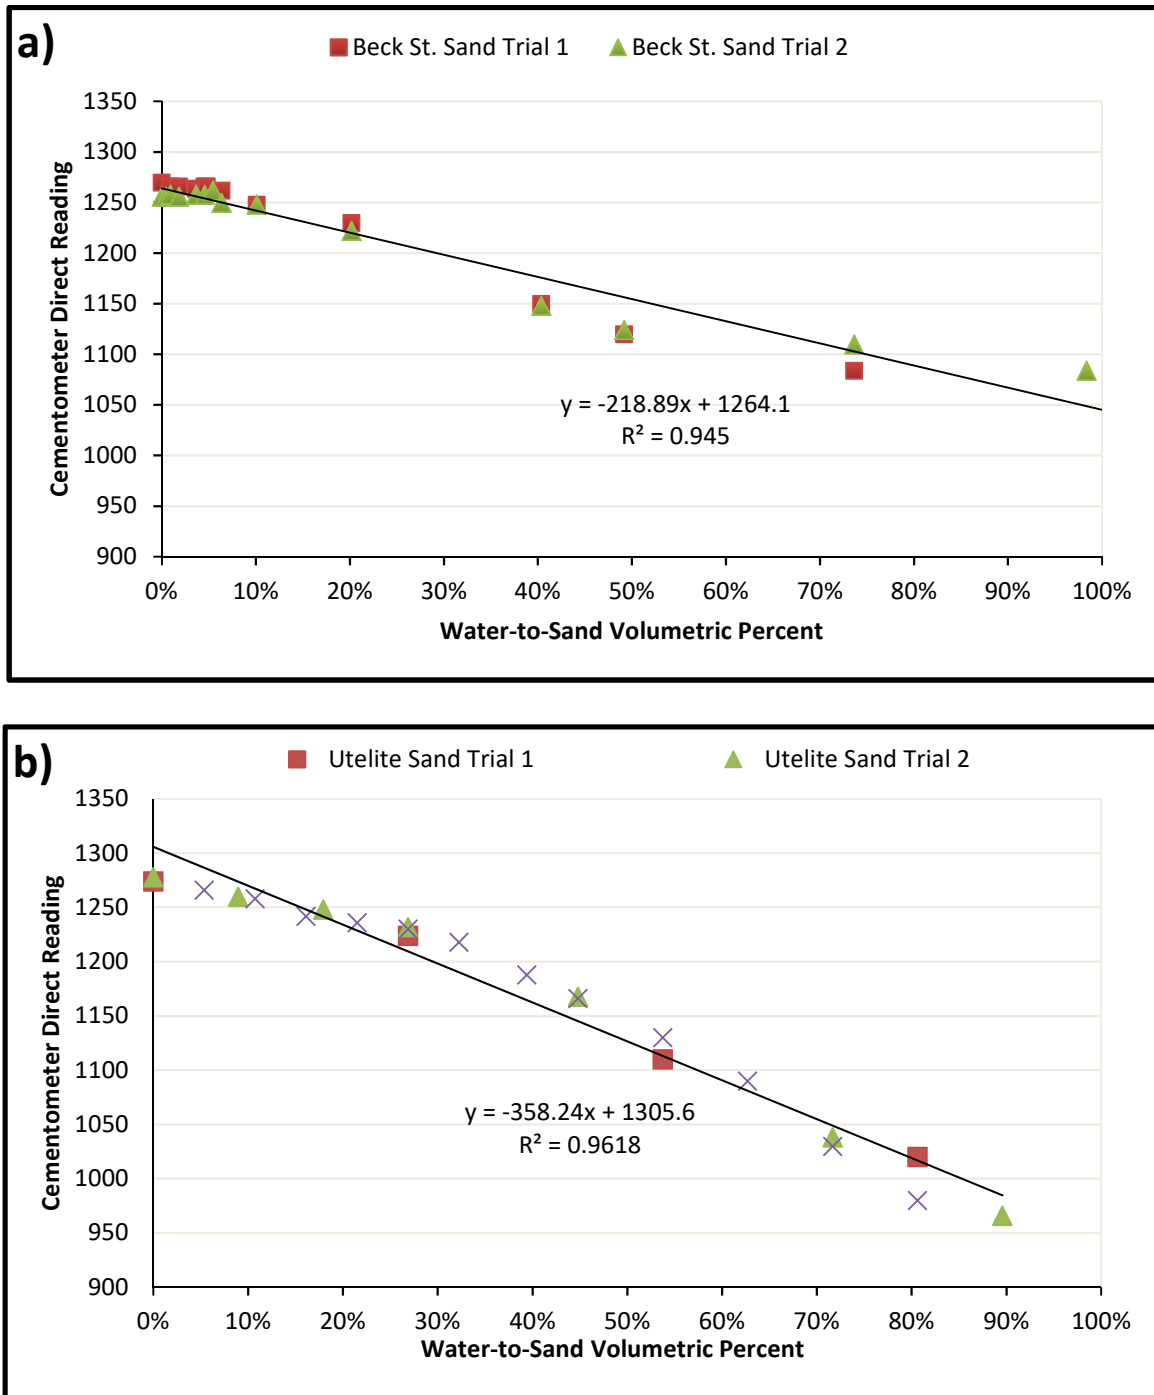 a)
Beck St. Sand Trial 1 Beck St. Sand Trial 2
1350
1300
1250
1200
1150
1100
1050
1000
950
900
Cementometer Direct Reading
y = -218.89x + 1264.1
R² = 0.945
0% 10% 20% 30% 40% 50% 60% 70% 80% 90% 100%
Water-to-Sand Volumetric Percent
b)
Utelite Sand Trial 1 Utelite Sand Trial 2
1350
1300
1250
1200
1150
1100
1050
1000
950
900
Cementometer Direct Reading
y = -358.24x + 1305.6
R² = 0.9618
0% 10% 20% 30% 40% 50% 60% 70% 80% 90% 100%
Water-to-Sand Volumetric Percent